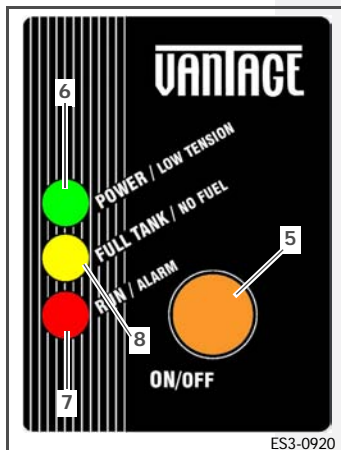 VANTAGE
6
POWER / LOW TENSION
FULL TANK / NO FUEL
5
RUN / ALARM
8
7
ON/OFF
ES3-0920